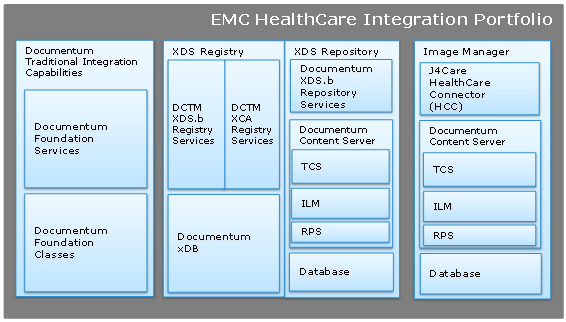 EMC HealthCare Integration Portfolio
Documentum
Traditional Integration
Capabilities
Documentum
Foundation
Services
Documentum
Foundation
Classes
XDS Registry
DCTM
XDS.b
Registry
Services
DCTM
XCA
Registry
Services
Documentum
xDB
XDS Repository
Documentum
XDS.b
Repository
Services
Documentum
Content Server
TCS
ILM
RPS
Database
Image Manager
J4Care
HealthCare
Connector
(HCC)
Documentum
Content Server
TCS
ILM
RPS
Database